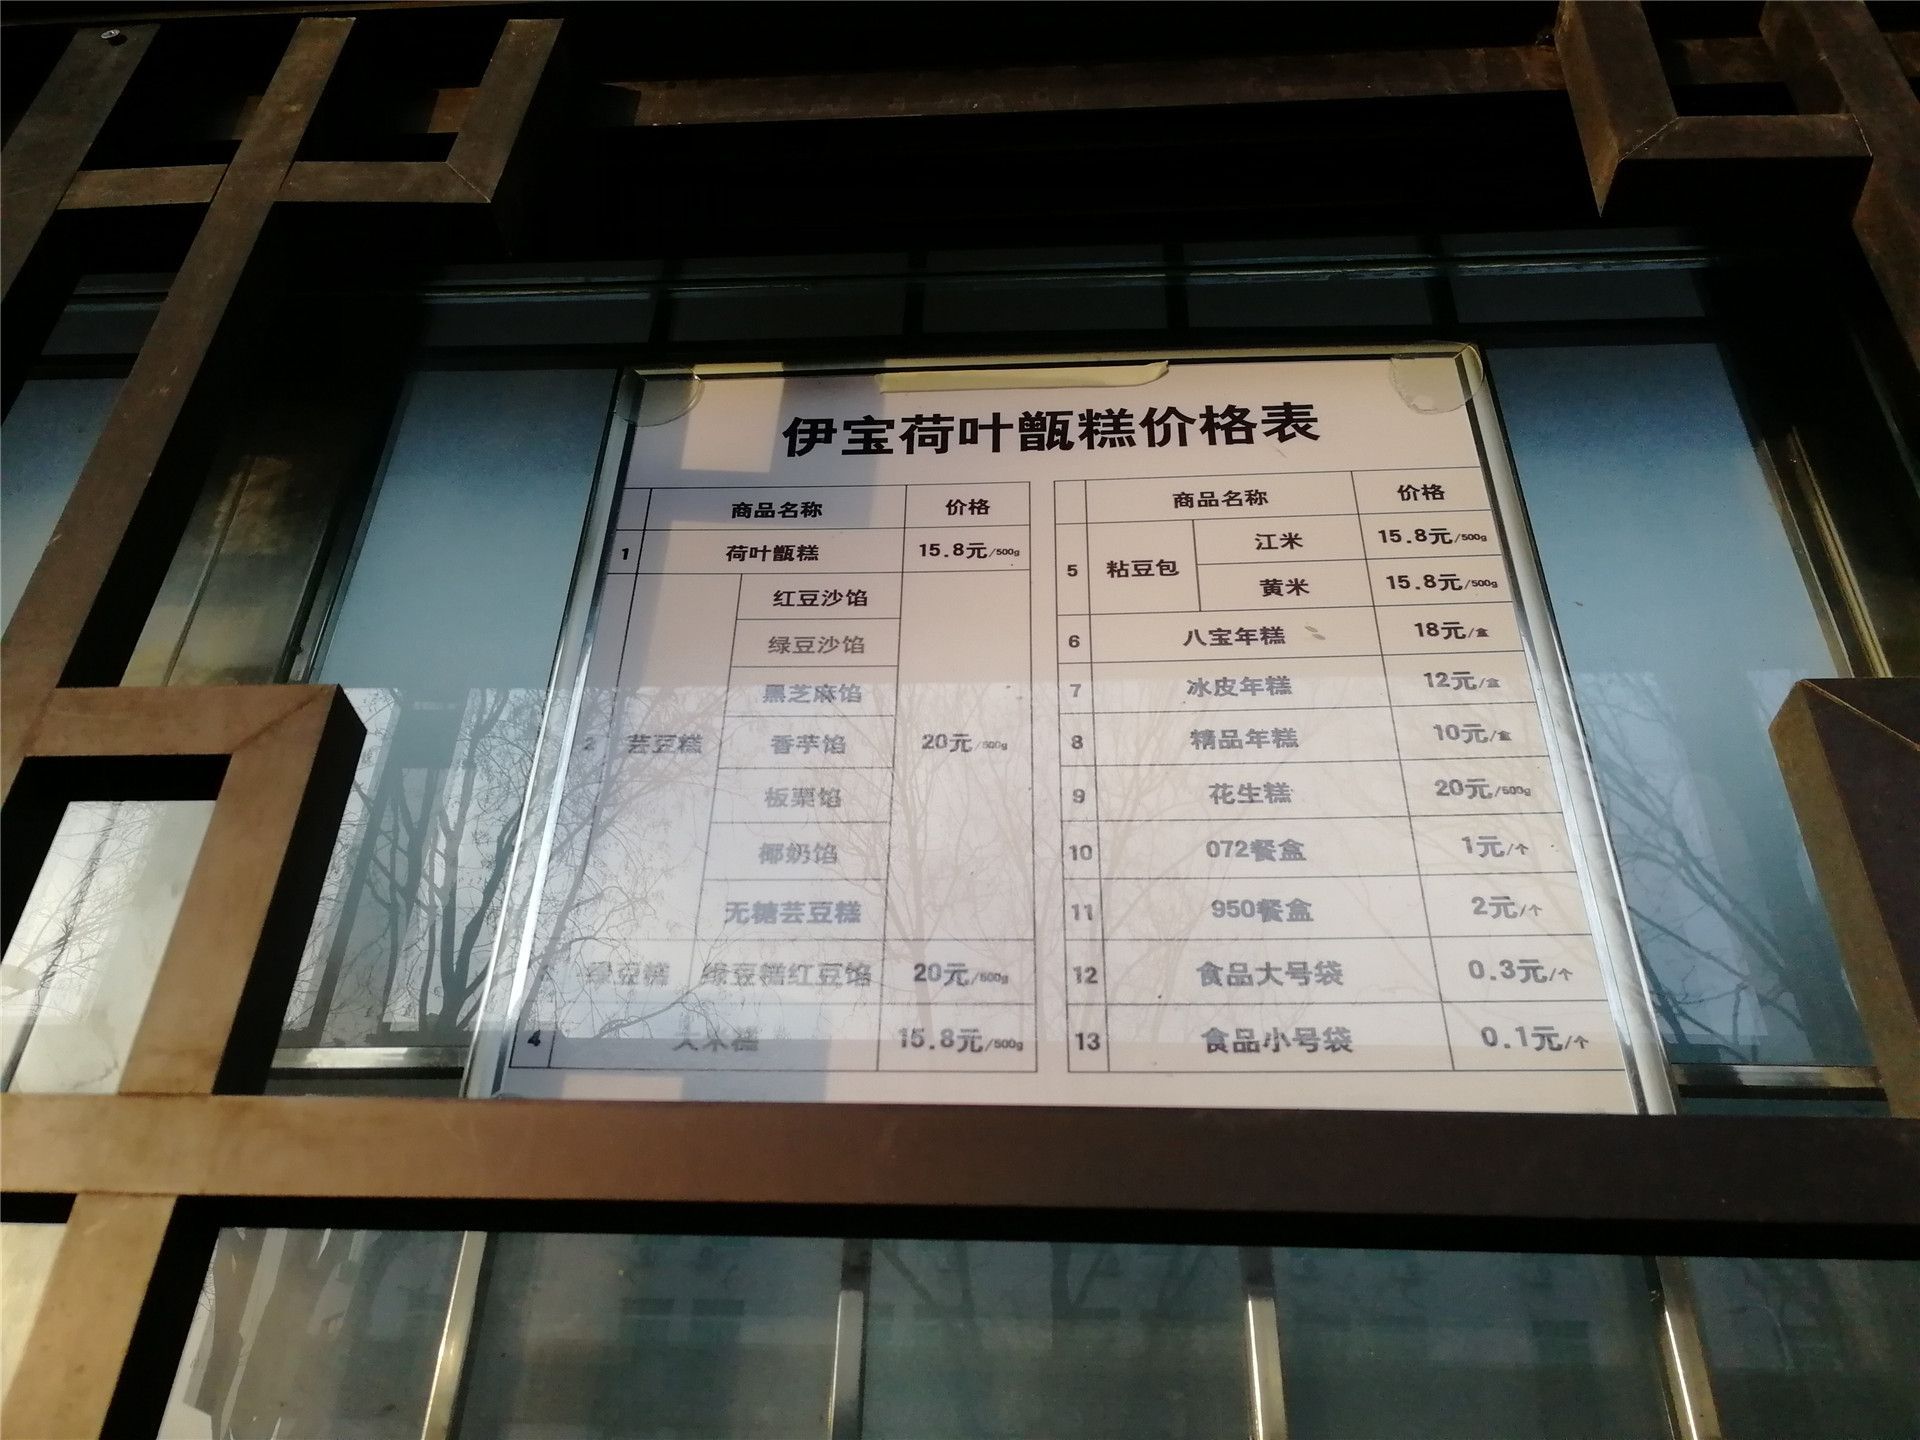 伊宝荷叶甑糕价格表
商品名称 价格
1 荷叶甑糕 15.8元/500g
2 芸豆糕 20元/500g
红豆沙馅
绿豆沙馅
黑芝麻馅
香芋馅
板栗馅
椰奶馅
无糖芸豆糕
3 绿豆糕 绿豆糕红豆馅 20元/500g
4 大米糕 15.8元/500g
商品名称 价格
5 粘豆包
江米 15.8元/500g
黄米 15.8元/500g
6 八宝年糕 18元/盒
7 冰皮年糕 12元/盒
8 精品年糕 10元/盒
9 花生糕 20元/500g
10 072餐盒 1元/个
11 950餐盒 2元/个
12 食品大号袋 0.3元/个
13 食品小号袋 0.1元/个